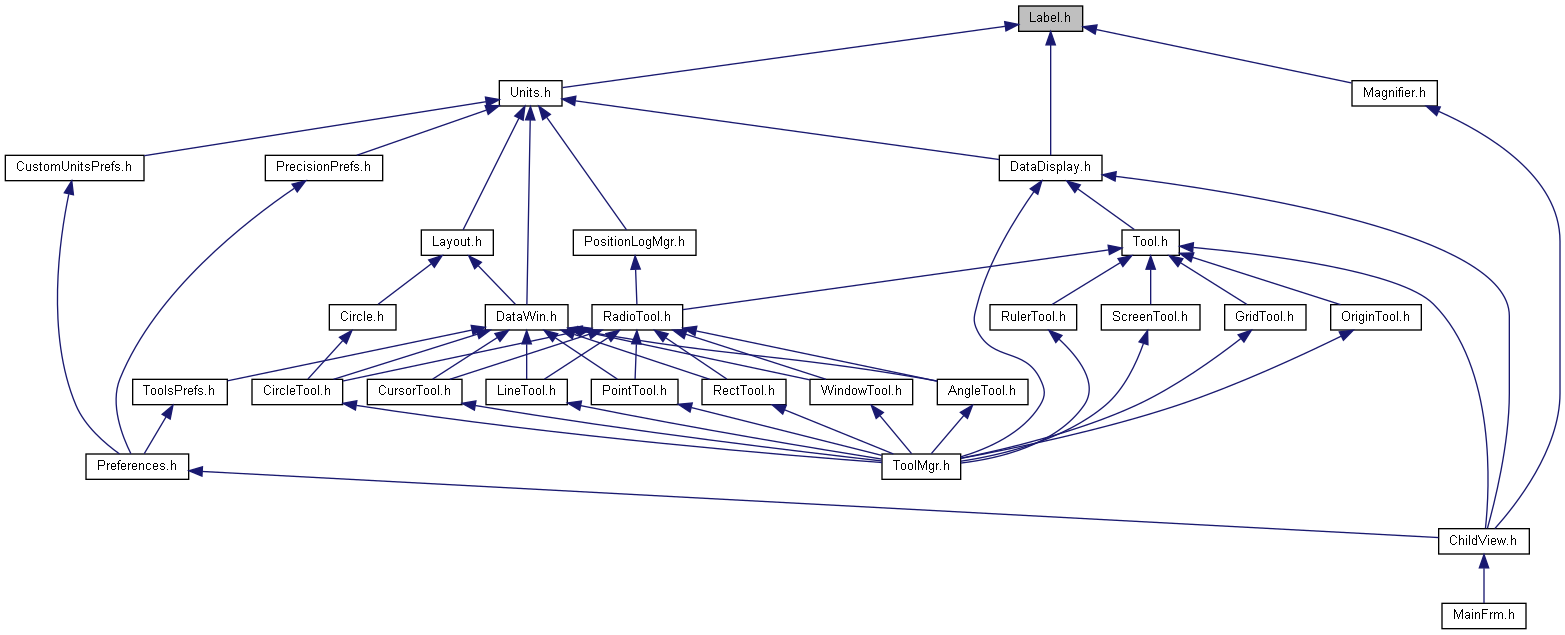 Label.h
Units.h
Magnifier.h
CustomUnitsPrefs.h
PrecisionPrefs.h
DataDisplay.h
Layout.h
PositionLogMgr.h
Tool.h
Circle.h
DataWin.h
RadioTool.h
RulerTool.h
ScreenTool.h
GridTool.h
OriginTool.h
ToolsPrefs.h
CircleTool.h
CursorTool.h
LineTool.h
PointTool.h
RectTool.h
WindowTool.h
AngleTool.h
Preferences.h
ToolMgr.h
ChildView.h
MainFrm.h